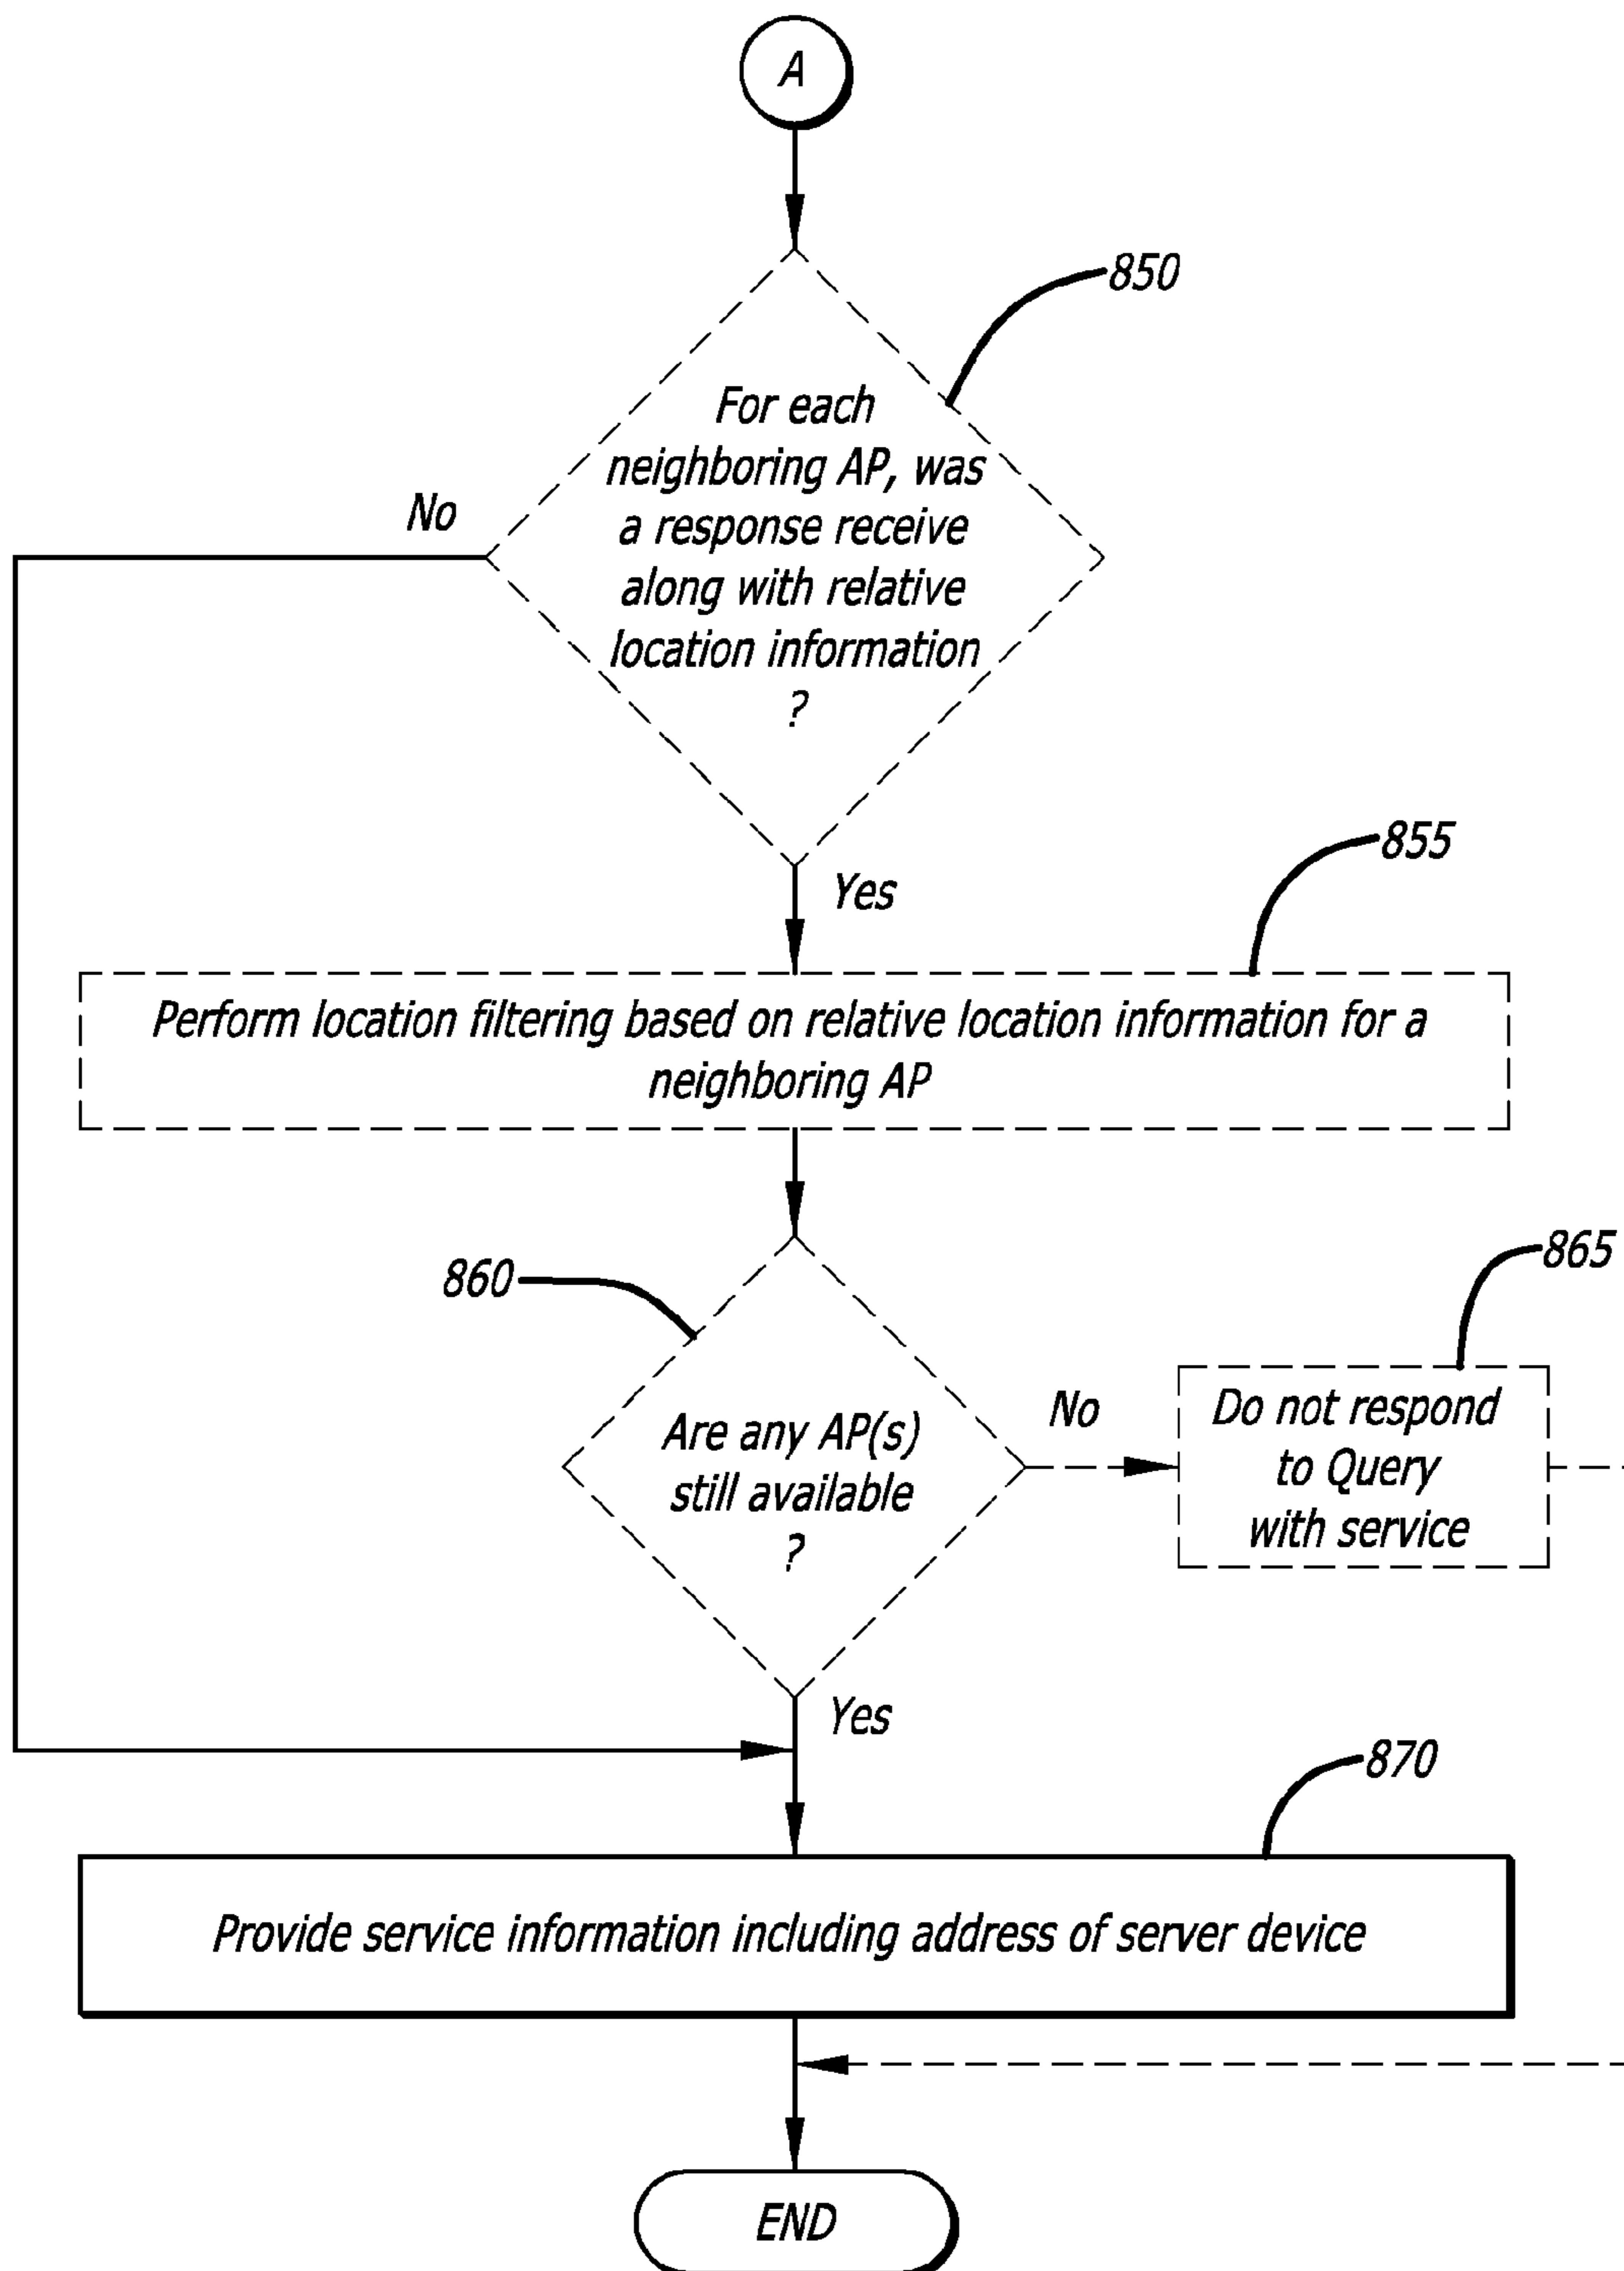 A
850
For each
neighboring AP, was
a response receive
along with relative
location information
?
No
Yes
855
Perform location filtering based on relative location information for a
neighboring AP
860
Are any AP(s)
still available
?
No
865
Do not respond
to Query
with service
Yes
870
Provide service information including address of server device
END